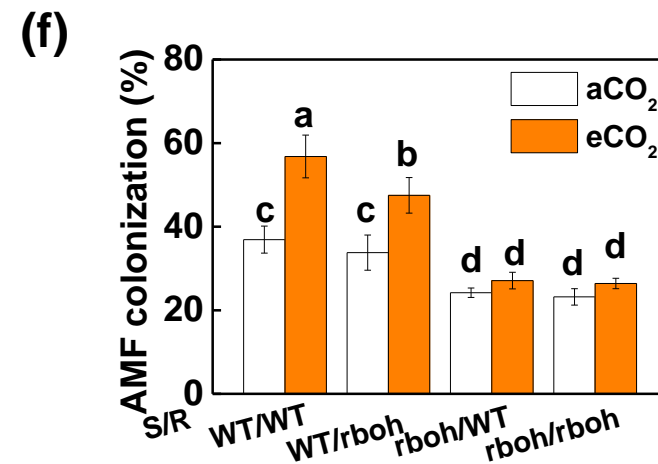 (f)
AMF colonization (%)
80
60
40
20
0
aCO₂
eCO₂
c
a
c
b
d
d
d
d
S/R
WT/WT
WT/rboh
rboh/WT
rboh/rboh